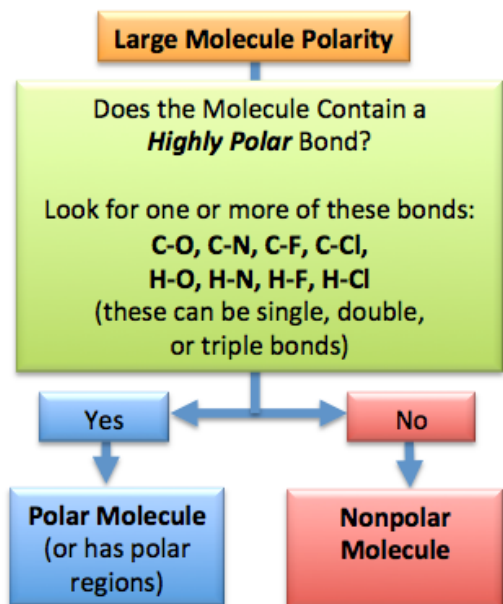 Large Molecule Polarity
Does the Molecule Contain a
Highly Polar Bond?
Look for one or more of these bonds:
C-O, C-N, C-F, C-Cl,
H-O, H-N, H-F, H-Cl
(these can be single, double,
or triple bonds)
Yes
No
Polar Molecule
(or has polar
regions)
Nonpolar
Molecule